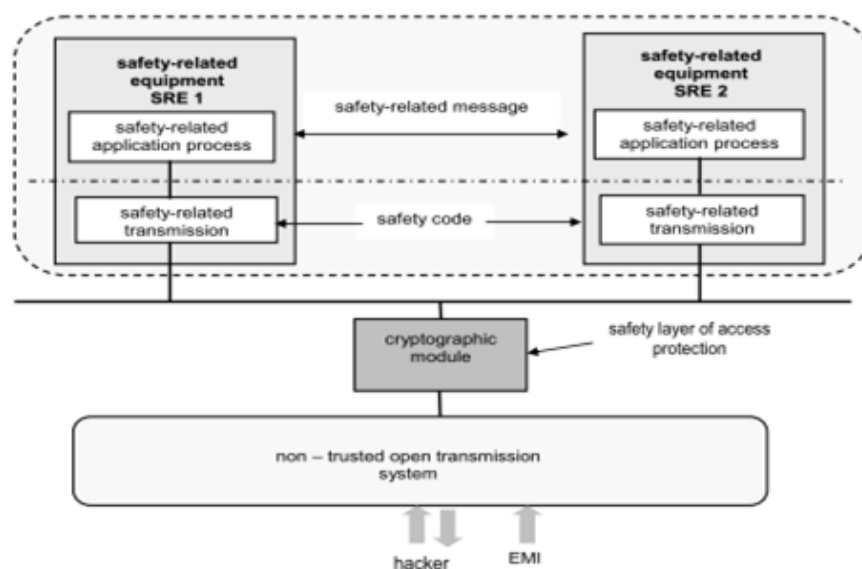 safety-related
equipment
SRE 1
safety-related
application process
safety-related
transmission
safety-related message
safety code
safety-related
equipment
SRE 2
safety-related
application process
safety-related
transmission
cryptographic
module
safety layer of access
protection
non – trusted open transmission
system
hacker
EMI